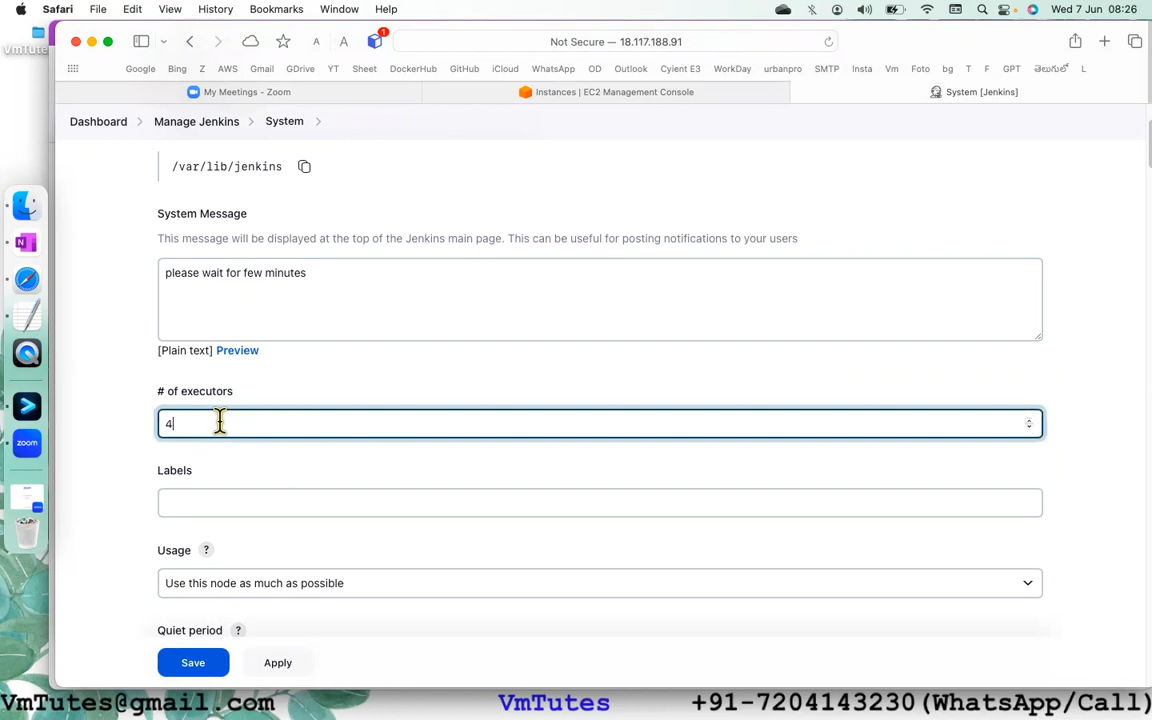 Safari File Edit View History Bookmarks Window Help Wed 7 Jun 08:26
VmTutes
A A 1 Not Secure — 18.117.188.91
Google Bing Z AWS Gmail GDrive YT Sheet DockerHub GitHub iCloud WhatsApp OD Outlook Cyient E3 WorkDay urbanpro SMTP Insta Vm Foto bg T F GPT తెలుగుల్ో L
My Meetings - Zoom Instances | EC2 Management Console System [Jenkins]
Dashboard Manage Jenkins System
/var/lib/jenkins
System Message
This message will be displayed at the top of the Jenkins main page. This can be useful for posting notifications to your users
please wait for few minutes
[Plain text] Preview
# of executors
4
zoom
Labels
Usage ?
Use this node as much as possible
Quiet period ?
Save Apply
VmTutes@gmail.com VmTutes +91-7204143230(WhatsApp/Call)